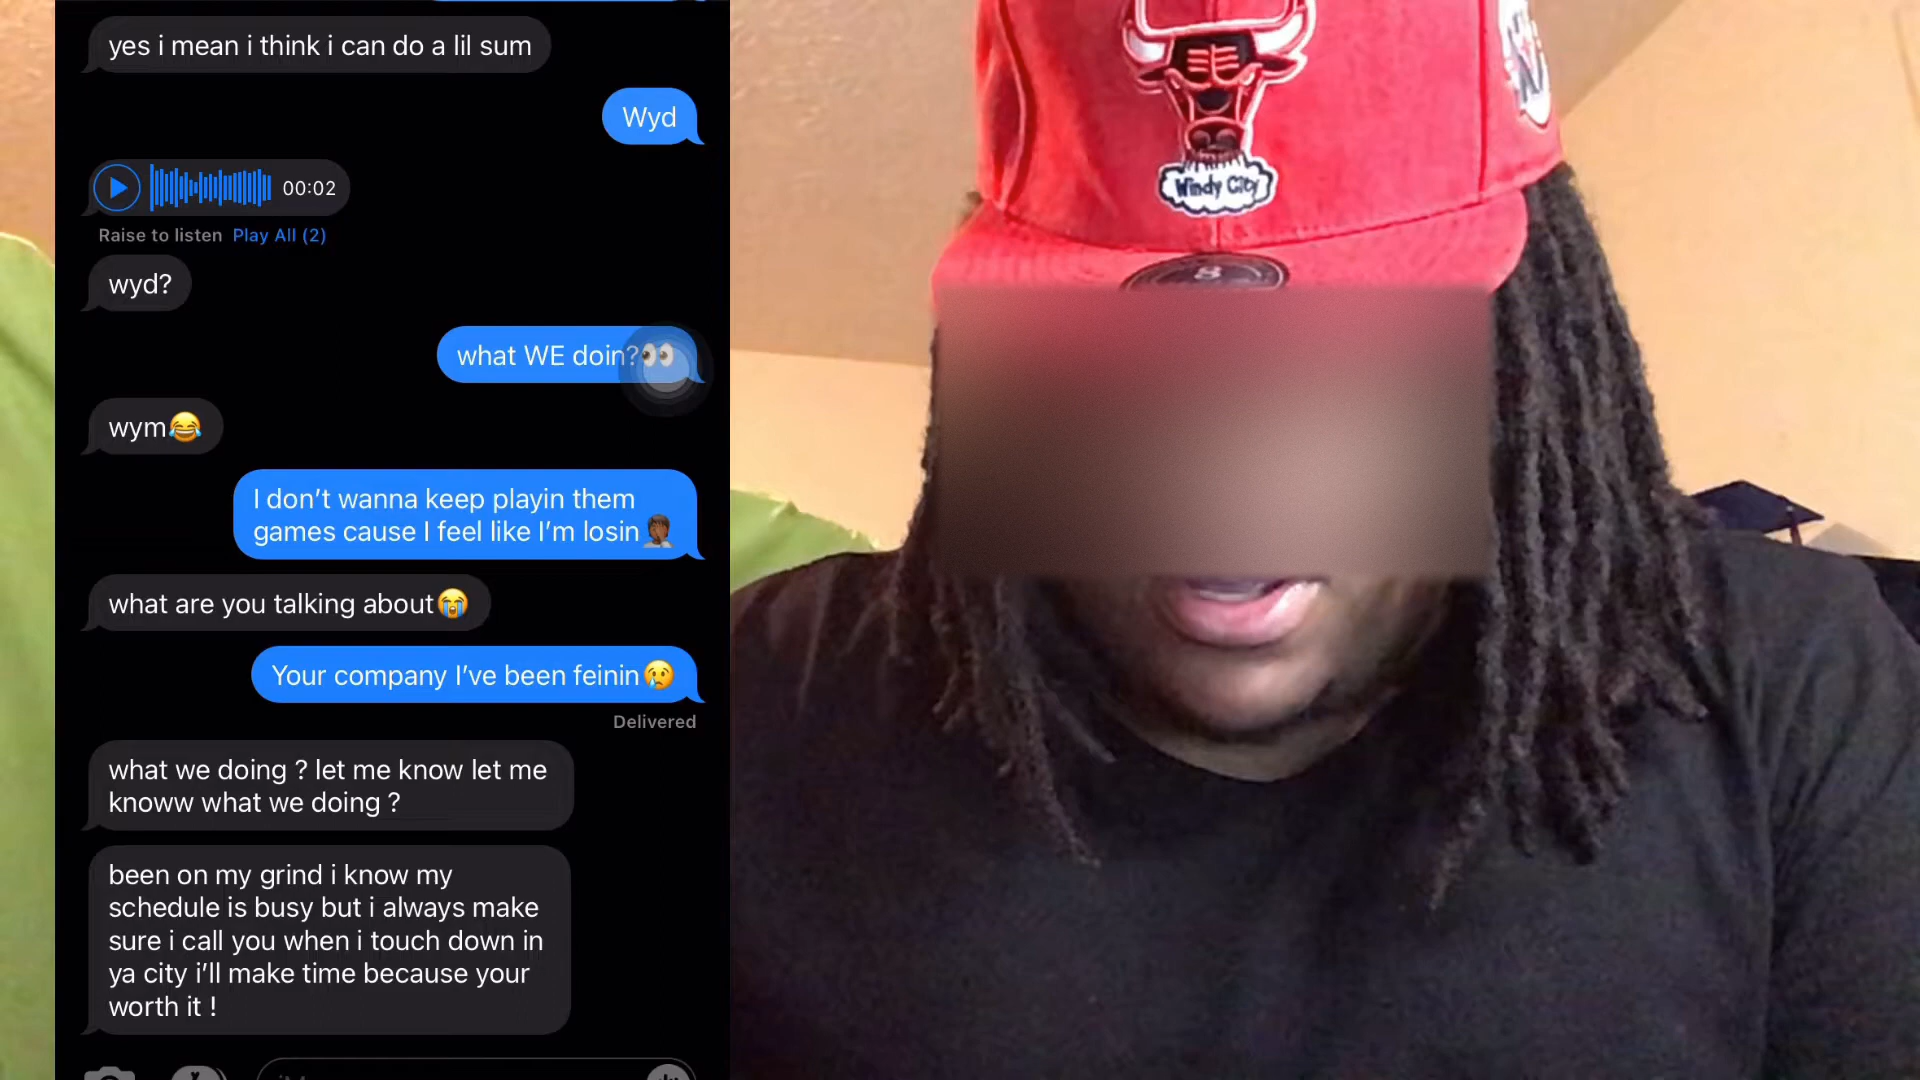 yes i mean i think i can do a lil sum
Wyd
00:02
Raise to listen Play All (2)
wyd?
what WE doin?👀
wym😂
I don’t wanna keep playin them
games cause I feel like I’m losin🤦🏾‍♂️
what are you talking about😭
Your company I’ve been feinin😢
Delivered
what we doing ? let me know let me
knoww what we doing ?
been on my grind i know my
schedule is busy but i always make
sure i call you when i touch down in
ya city i’ll make time because your
worth it !
Windy City